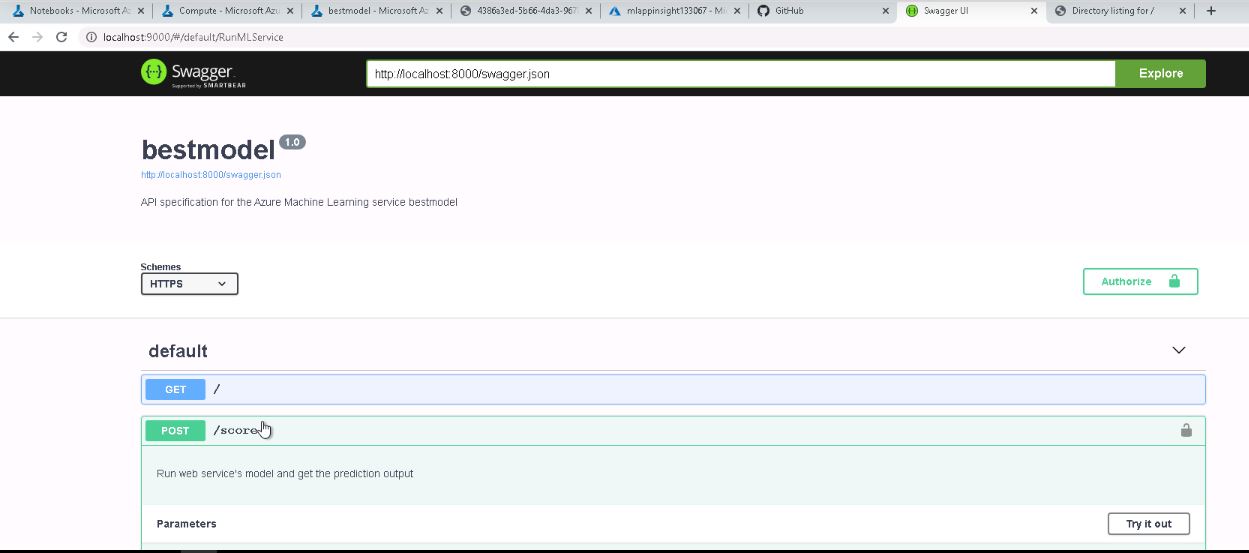 Notebooks - Microsoft Az
Compute - Microsoft Azu
bestmodel - Microsoft Az
4386a3ed-5b66-4da3-967
mlappinsight133067 - Mi
GitHub
Swagger UI
Directory listing for /
localhost:9000/#/default/RunMLService
Swagger
Supported by SMARTBEAR
http://localhost:8000/swagger.json
Explore
bestmodel 1.0
http://localhost:8000/swagger.json
API specification for the Azure Machine Learning service bestmodel
Schemes
HTTPS
Authorize
default
GET /
POST /score
Run web service's model and get the prediction output
Parameters
Try it out